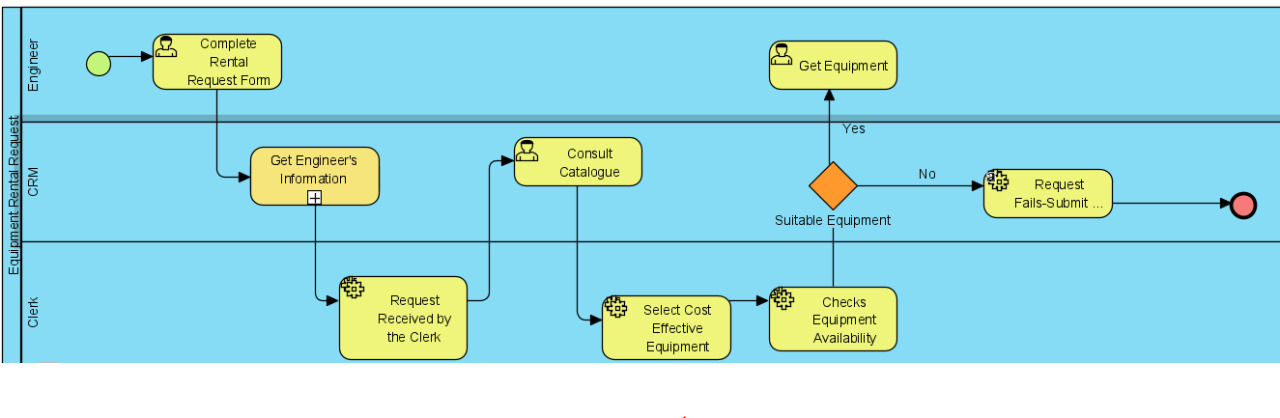 Equipment Rental Request
Engineer
Complete
Rental
Request Form
Get Equipment
Yes
CRM
Get Engineer's
Information
Consult
Catalogue
Suitable Equipment
No
Request
Fails-Submit ...
Clerk
Request
Received by
the Clerk
Select Cost
Effective
Equipment
Checks
Equipment
Availability